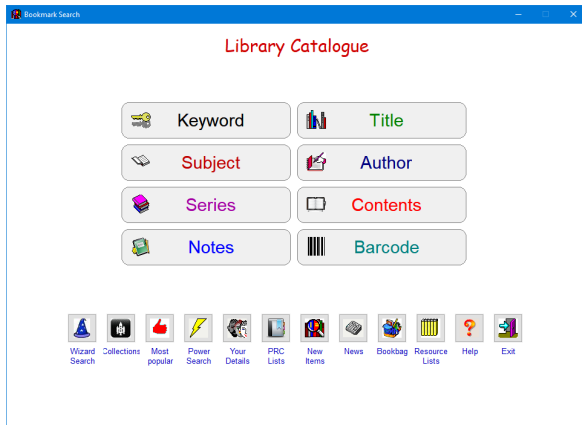 Bookmark Search
Library Catalogue
Keyword
Title
Subject
Author
Series
Contents
Notes
Barcode
Wizard Search
Collections
Most popular
Power Search
Your Details
PRC Lists
New Items
News
Bookbag
Resource Lists
Help
Exit